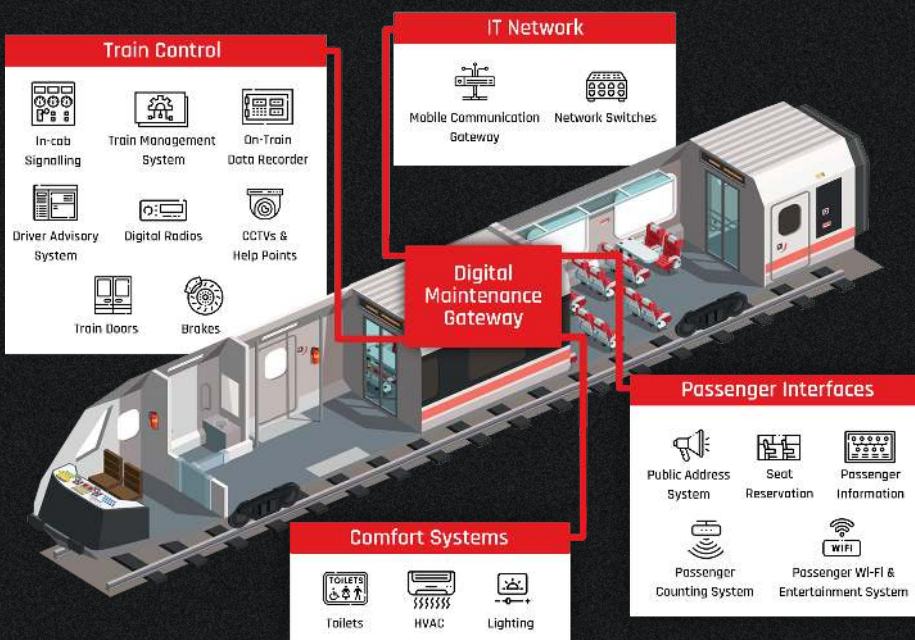 Train Control
In-cab
Signalling
Train Management
System
On-Train
Data Recorder
Driver Advisory
System
Digital Radios
CCTVs &
Help Points
Train Doors
Brakes
IT Network
Mobile Communication
Gateway
Network Switches
Digital
Maintenance
Gateway
Passenger Interfaces
Public Address
System
Seat
Reservation
Passenger
Information
Passenger
Counting System
WIFI
Passenger Wi-Fi &
Entertainment System
Comfort Systems
TOILETS
Toilets
HVAC
Lighting